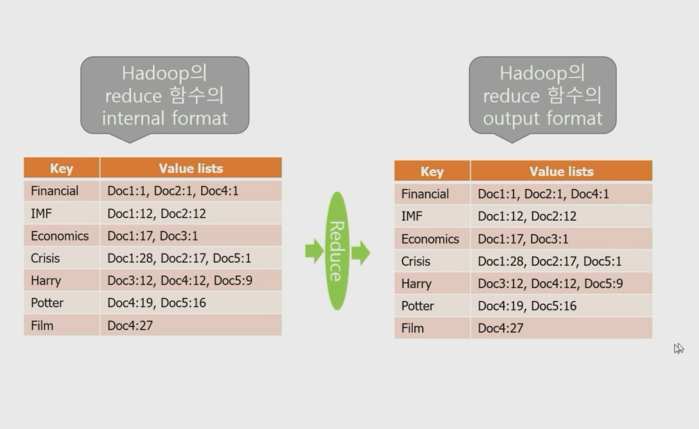 Hadoop의
reduce 함수의
internal format
Hadoop의
reduce 함수의
output format
Key Value lists
Financial Doc1:1, Doc2:1, Doc4:1
IMF Doc1:12, Doc2:12
Economics Doc1:17, Doc3:1
Crisis Doc1:28, Doc2:17, Doc5:1
Harry Doc3:12, Doc4:12, Doc5:9
Potter Doc4:19, Doc5:16
Film Doc4:27
Reduce
Key Value lists
Financial Doc1:1, Doc2:1, Doc4:1
IMF Doc1:12, Doc2:12
Economics Doc1:17, Doc3:1
Crisis Doc1:28, Doc2:17, Doc5:1
Harry Doc3:12, Doc4:12, Doc5:9
Potter Doc4:19, Doc5:16
Film Doc4:27